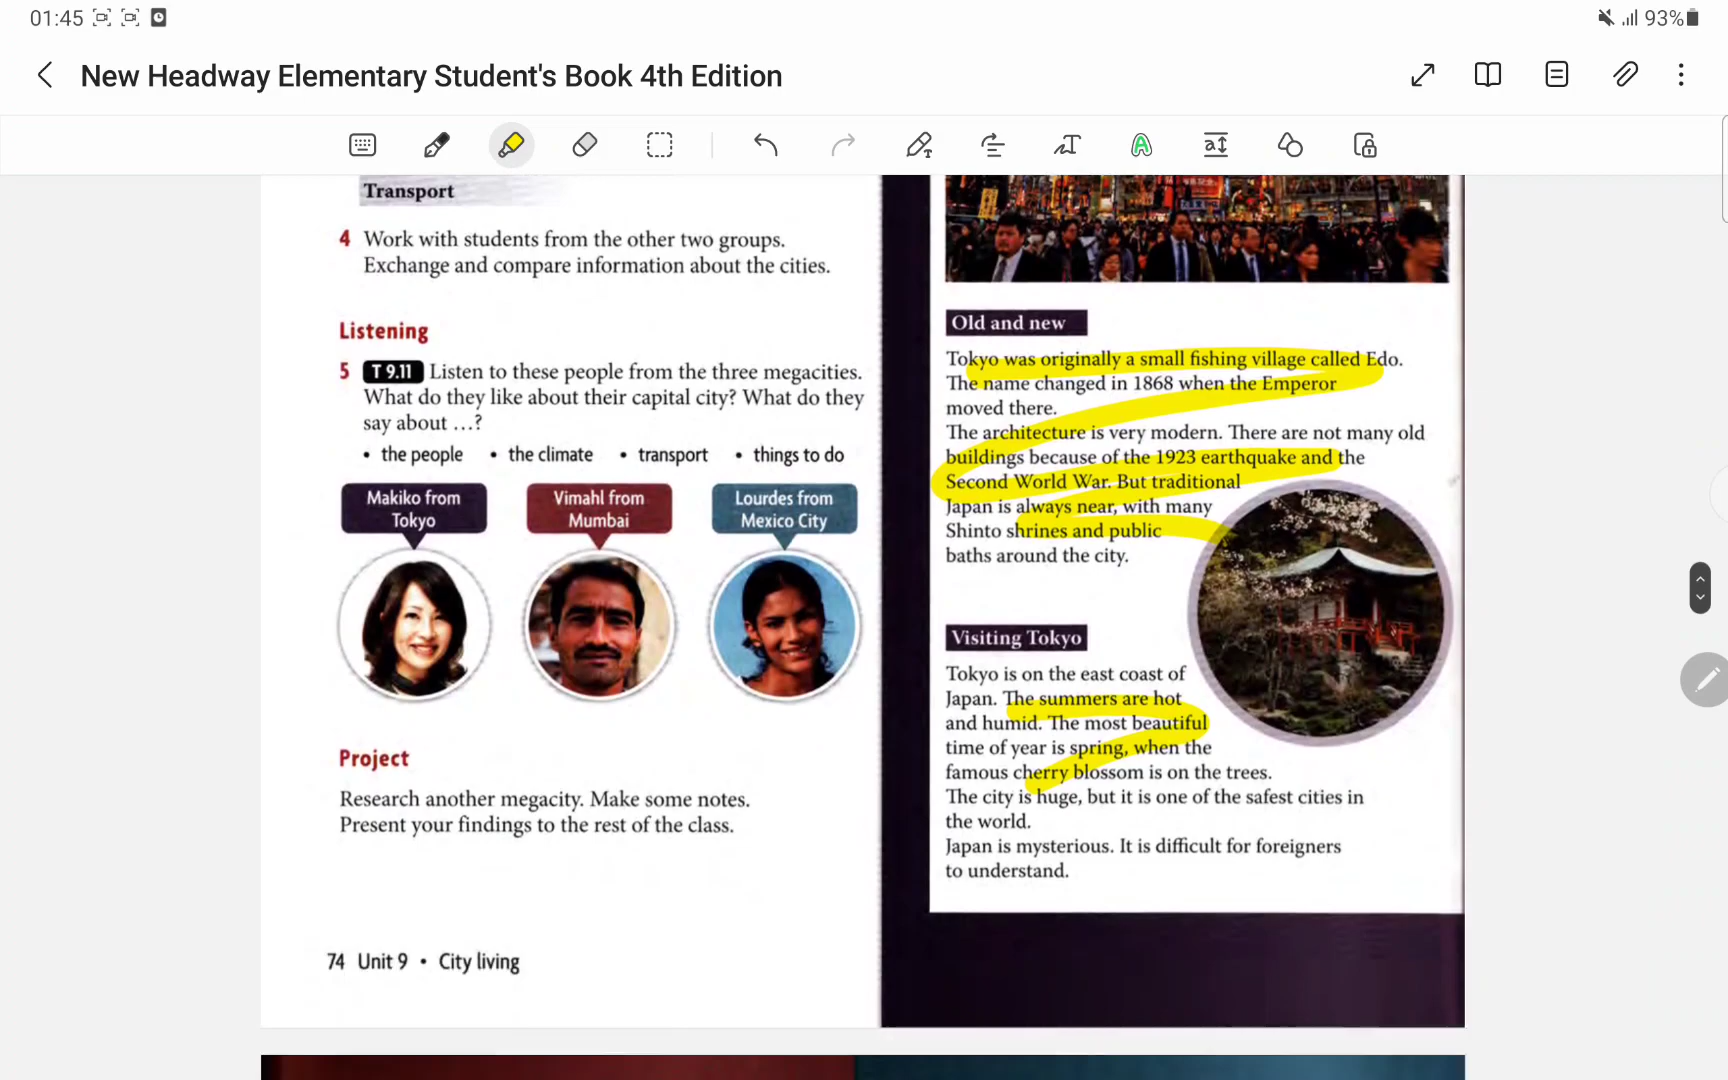 01:45
93%
New Headway Elementary Student's Book 4th Edition
Transport
4 Work with students from the other two groups.
Exchange and compare information about the cities.
Listening
5 T 9.11 Listen to these people from the three megacities.
What do they like about their capital city? What do they
say about ...?
• the people • the climate • transport • things to do
Makiko from
Tokyo
Vimahl from
Mumbai
Lourdes from
Mexico City
Project
Research another megacity. Make some notes.
Present your findings to the rest of the class.
74 Unit 9 • City living
Old and new
Tokyo was originally a small fishing village called Edo.
The name changed in 1868 when the Emperor
moved there.
The architecture is very modern. There are not many old
buildings because of the 1923 earthquake and the
Second World War. But traditional
Japan is always near, with many
Shinto shrines and public
baths around the city.
Visiting Tokyo
Tokyo is on the east coast of
Japan. The summers are hot
and humid. The most beautiful
time of year is spring, when the
famous cherry blossom is on the trees.
The city is huge, but it is one of the safest cities in
the world.
Japan is mysterious. It is difficult for foreigners
to understand.